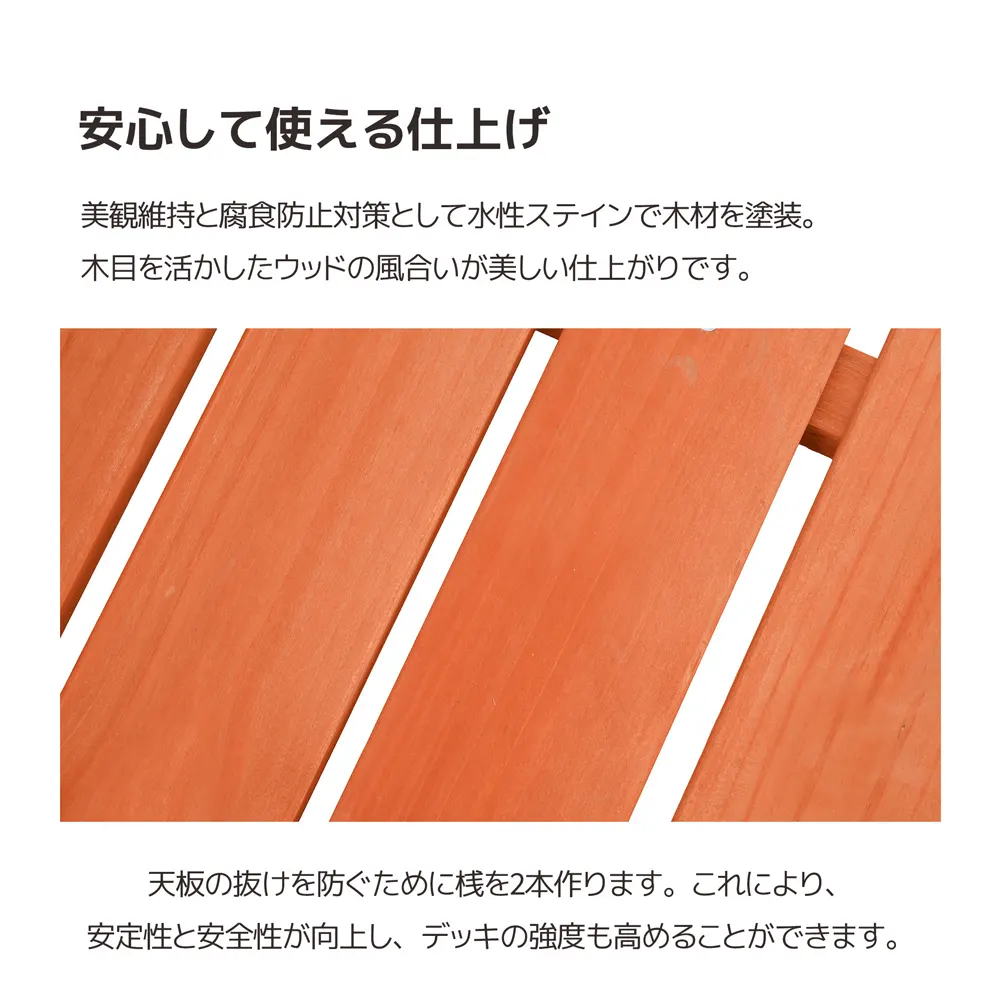 安心して使える仕上げ
美観維持と腐食防止対策として水性ステインで木材を塗装。
木目を活かしたウッドの風合いが美しい仕上がりです。
天板の抜けを防ぐために桟を2本作ります。これにより、
安定性と安全性が向上し、デッキの強度も高めることができます。